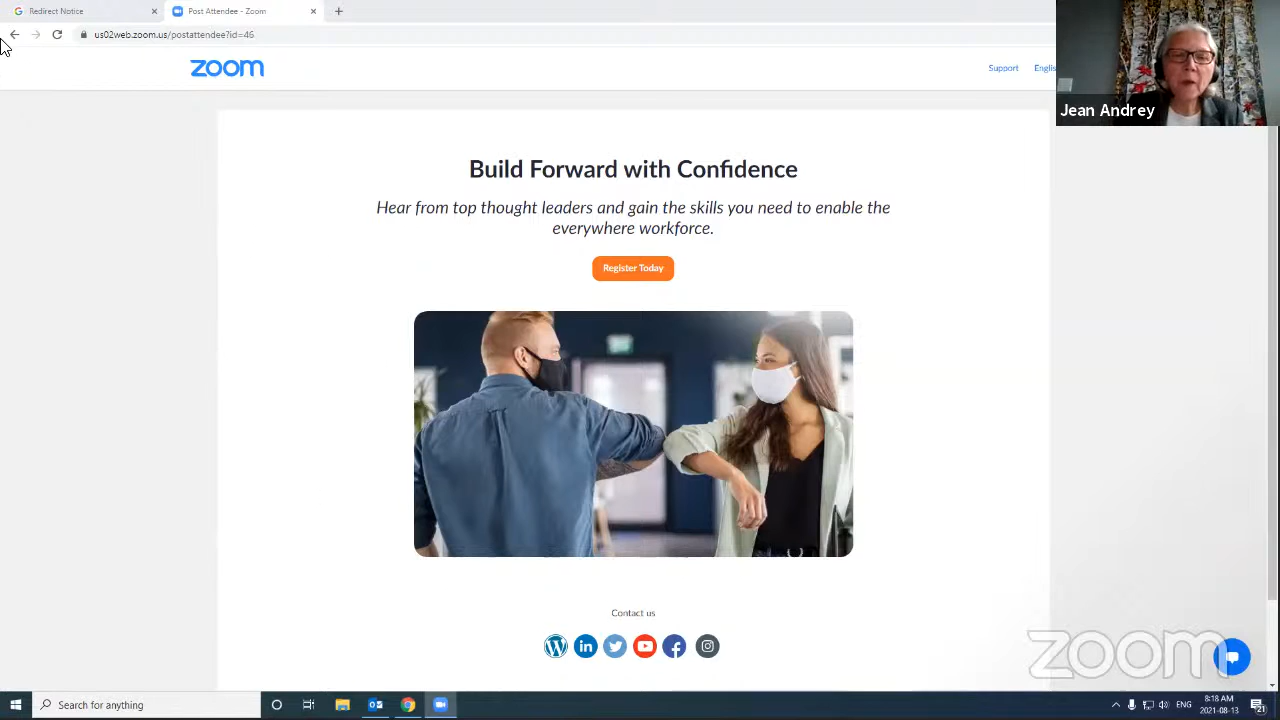 Redirect Notice
Post Attendee - Zoom
us02web.zoom.us/postattendee?id=46
zoom
Support
Englis
Jean Andrey
Build Forward with Confidence
Hear from top thought leaders and gain the skills you need to enable the
everywhere workforce.
Register Today
Contact us
zoom
Search for anything
ENG
8:18 AM
2021-08-13
21